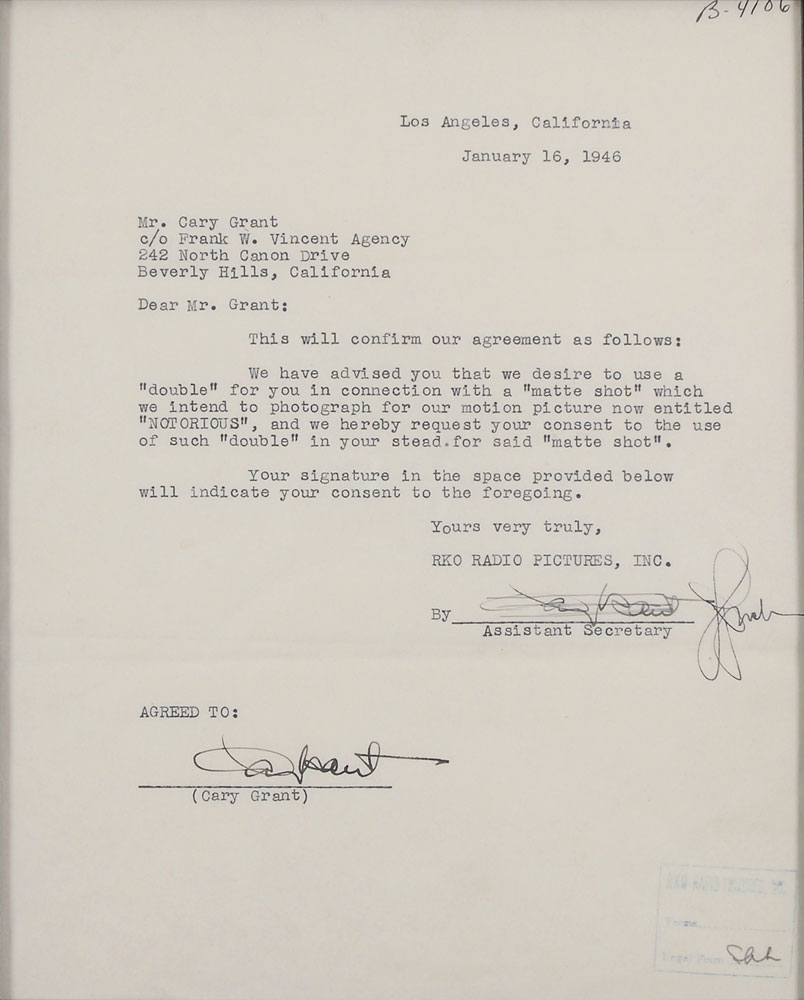 B-4106
Los Angeles, California
January 16, 1946
Mr. Cary Grant
c/o Frank W. Vincent Agency
242 North Canon Drive
Beverly Hills, California
Dear Mr. Grant:
This will confirm our agreement as follows:
We have advised you that we desire to use a
"double" for you in connection with a "matte shot" which
we intend to photograph for our motion picture now entitled
"NOTORIOUS", and we hereby request your consent to the use
of such "double" in your stead.for said "matte shot".
Your signature in the space provided below
will indicate your consent to the foregoing.
Yours very truly,
RKO RADIO PICTURES, INC.
By Cary Grant
Assistant Secretary
AGREED TO:
Cary Grant
(Cary Grant)